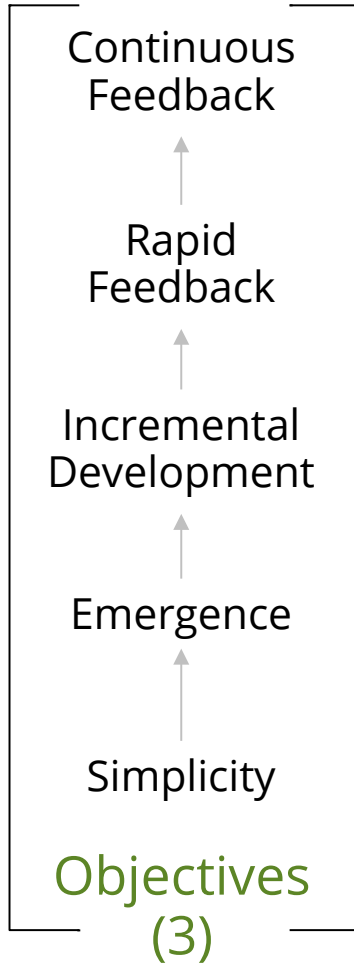 Continuous
Feedback
Rapid
Feedback
Incremental
Development
Emergence
Simplicity
Objectives
(3)